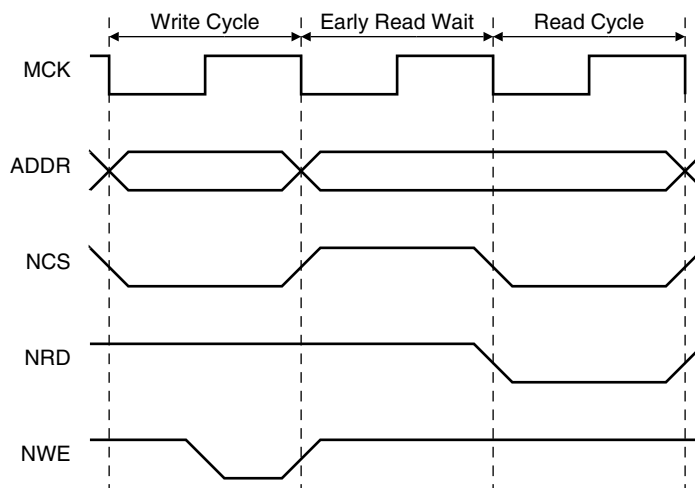 Write Cycle Early Read Wait Read Cycle
MCK
ADDR
NCS
NRD
NWE